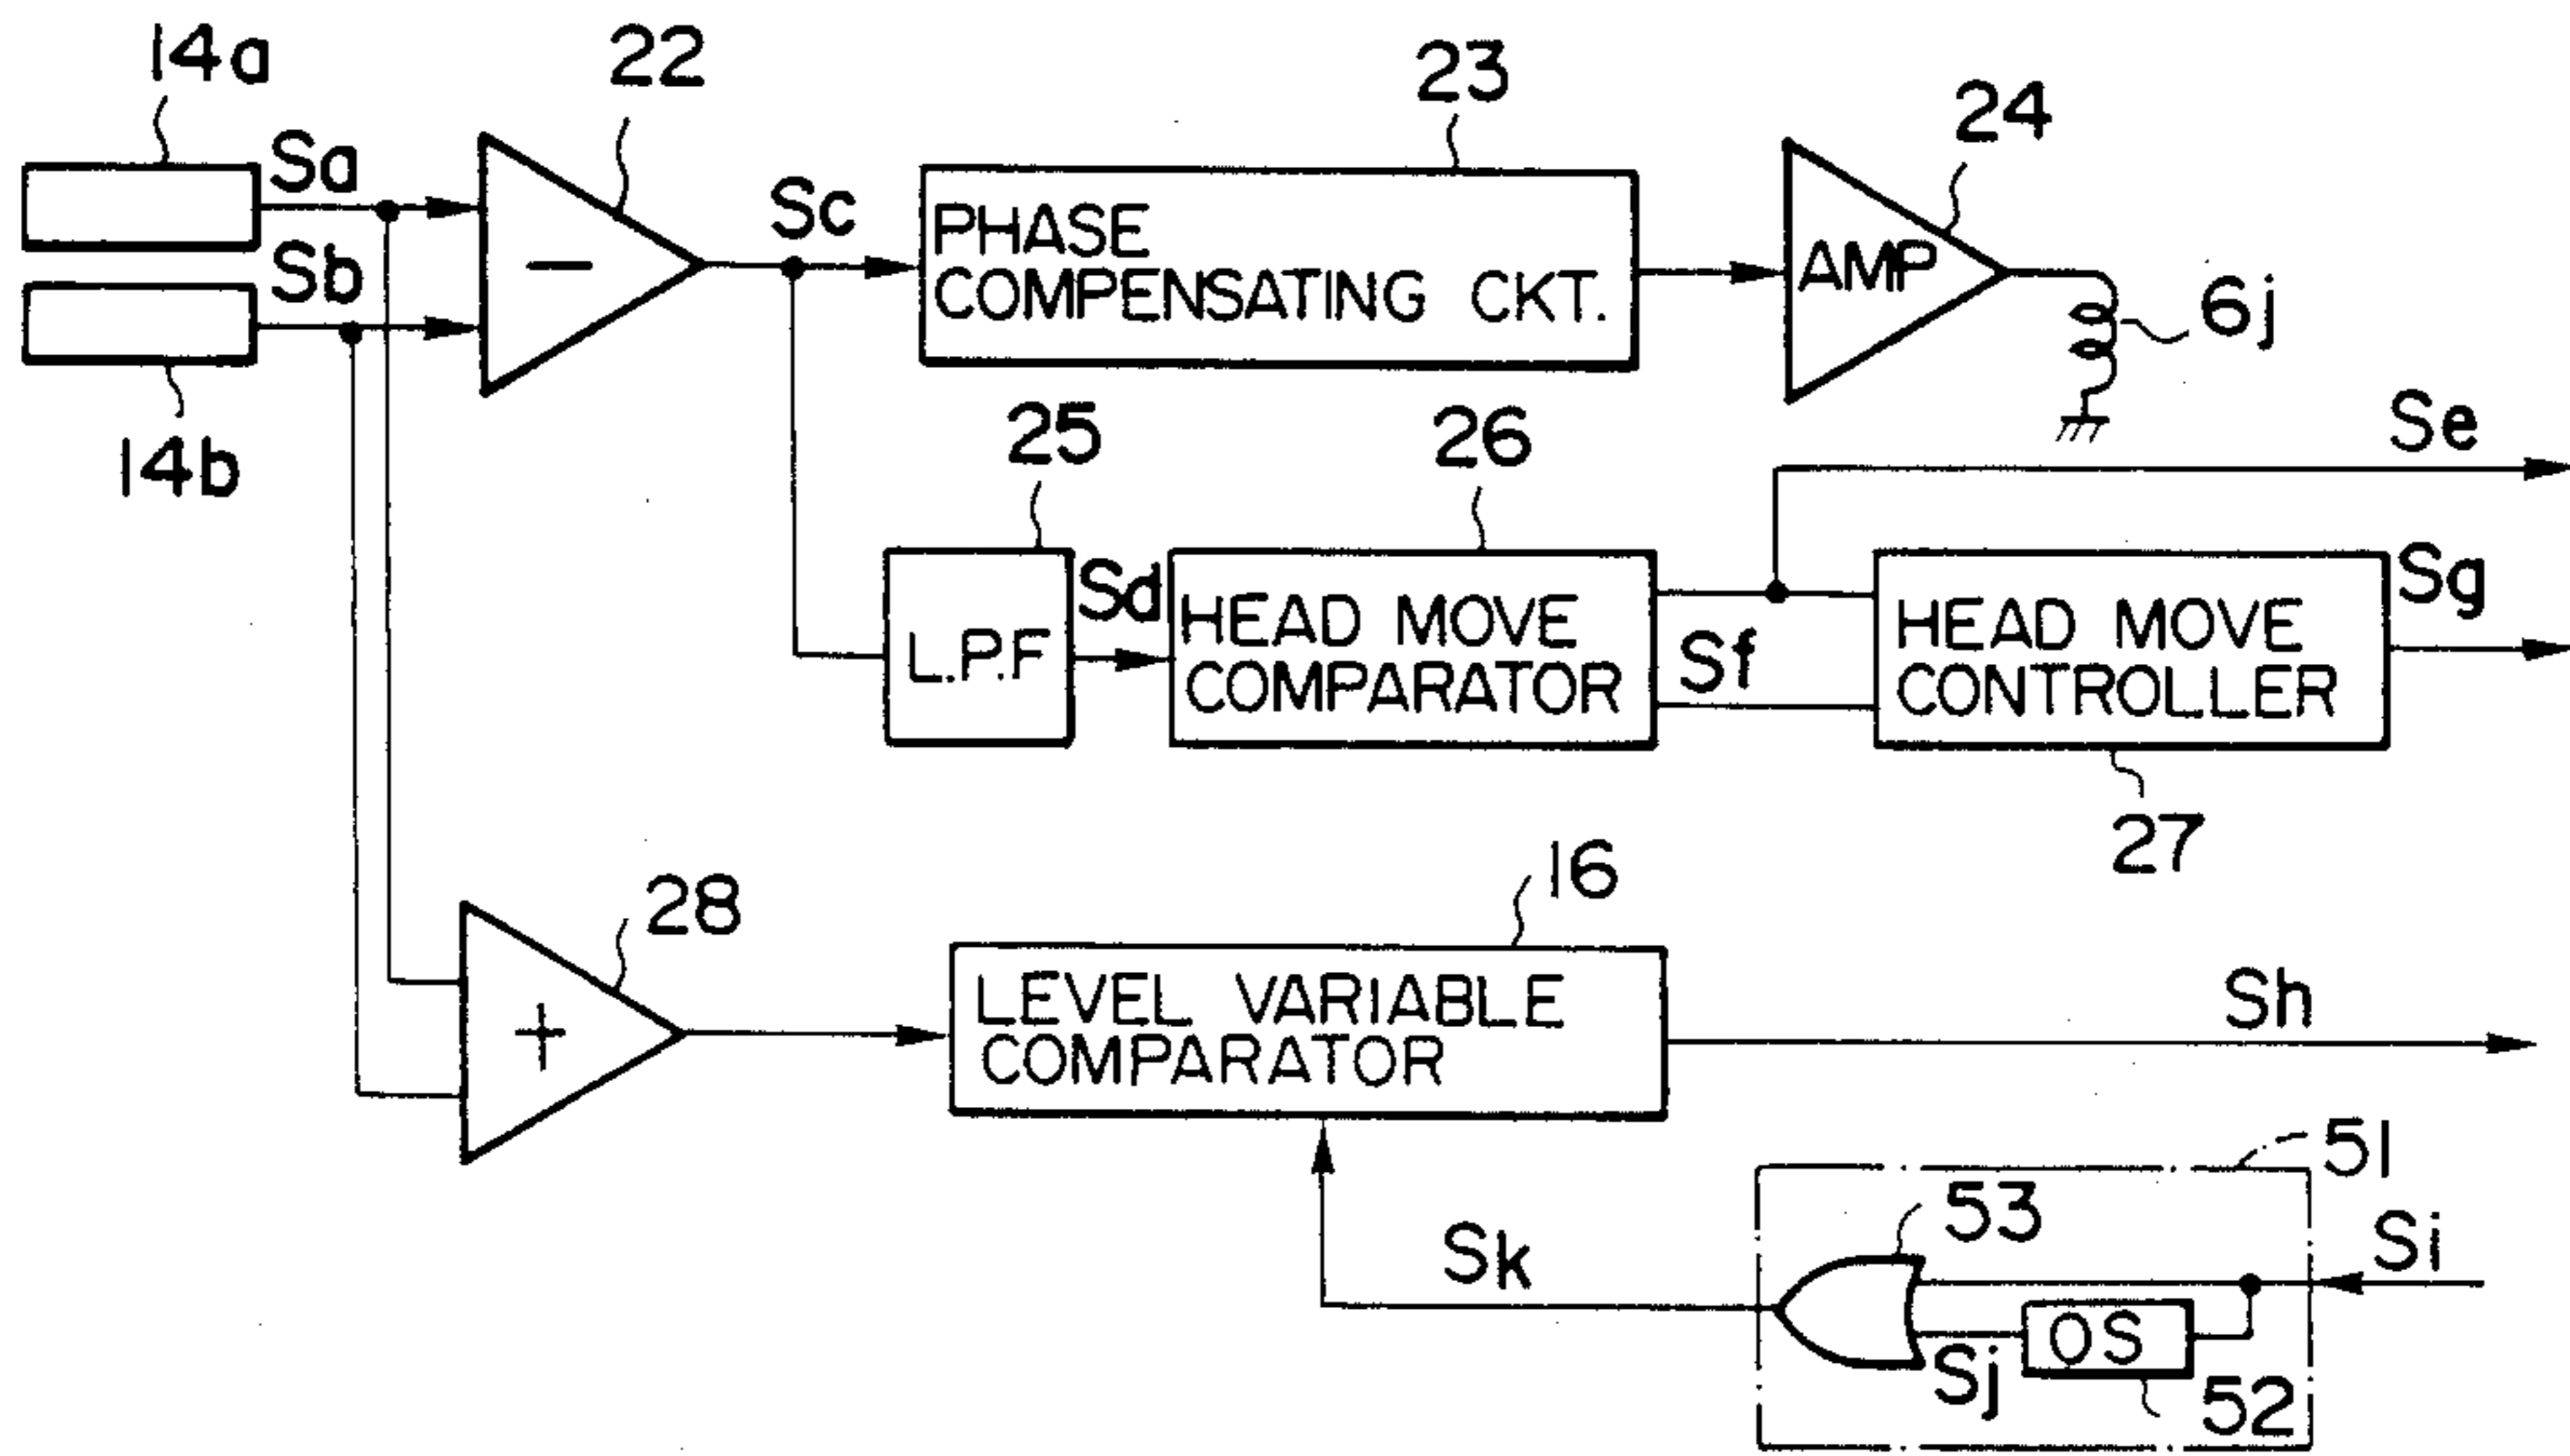 14a
22
23
24
Sa
Sc
PHASE
COMPENSATING CKT.
AMP
Sb
−
6j
14b
25
26
Se
L.P.F
Sd
HEAD MOVE
COMPARATOR
Sf
HEAD MOVE
CONTROLLER
Sg
27
28
16
+
LEVEL VARIABLE
COMPARATOR
Sh
51
53
Sk
Si
Sj
OS
52